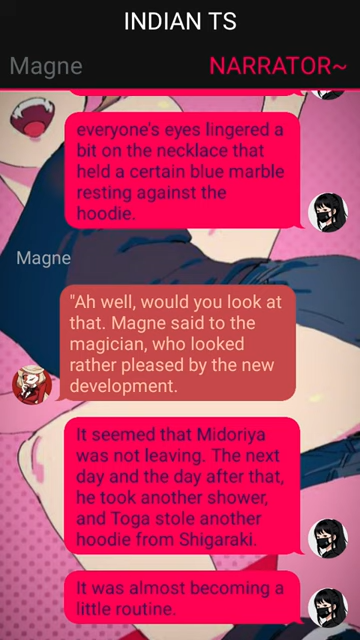 INDIAN TS
Magne NARRATOR~
everyone's eyes lingered a
bit on the necklace that
held a certain blue marble
resting against the
hoodie.
Magne
"Ah well, would you look at
that. Magne said to the
magician, who looked
rather pleased by the new
development.
It seemed that Midoriya
was not leaving. The next
day and the day after that,
he took another shower,
and Toga stole another
hoodie from Shigaraki.
It was almost becoming a
little routine.